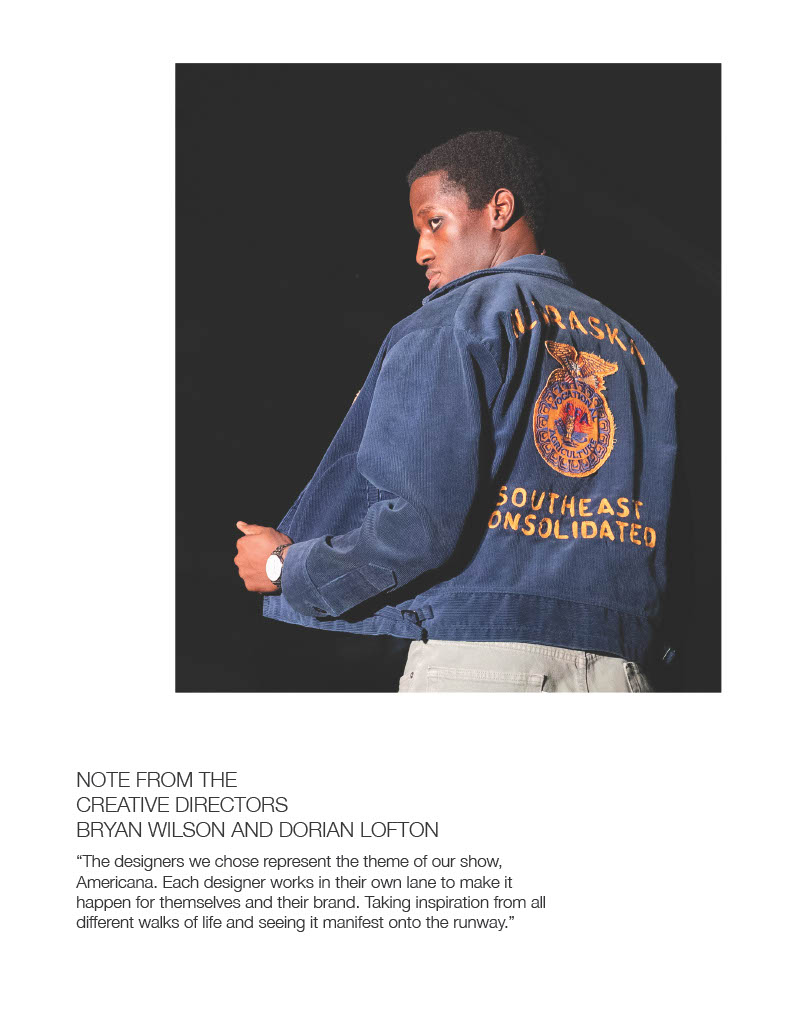 RASKA
VOCATIONAL
AGRICULTURE
SOUTHEAST
ONSOLIDATED
NOTE FROM THE
CREATIVE DIRECTORS
BRYAN WILSON AND DORIAN LOFTON
“The designers we chose represent the theme of our show,
Americana. Each designer works in their own lane to make it
happen for themselves and their brand. Taking inspiration from all
different walks of life and seeing it manifest onto the runway.”